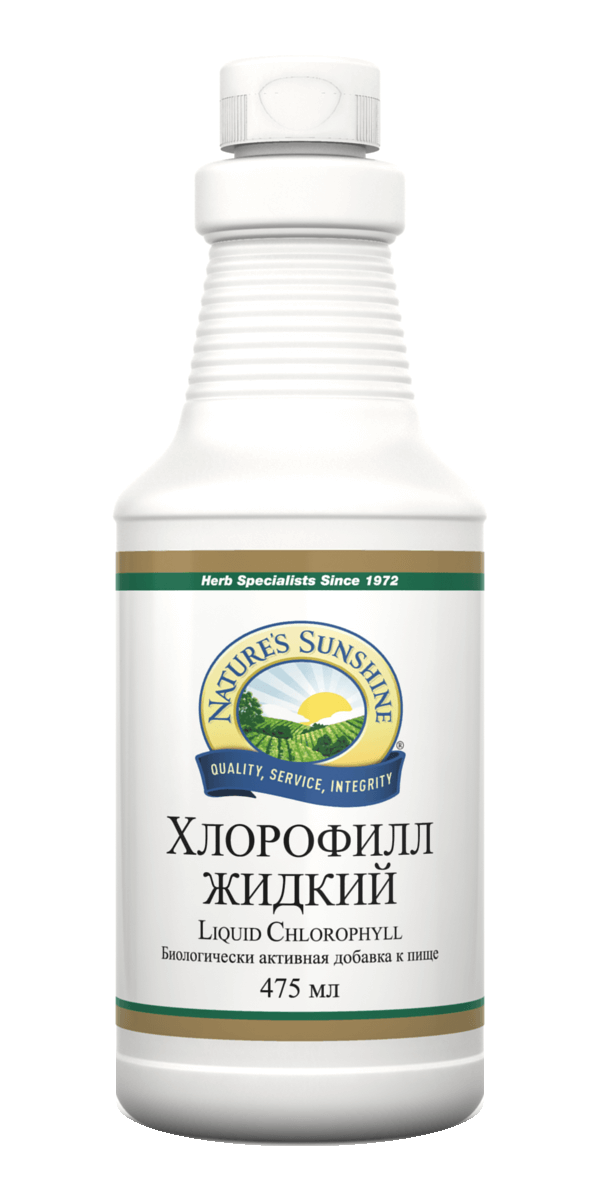 Herb Specialists Since 1972
NATURE'S SUNSHINE
®
QUALITY, SERVICE, INTEGRITY
ХЛОРОФИЛЛ
ЖИДКИЙ
LIQUID CHLOROPHYLL
Биологически активная добавка к пище
475 мл